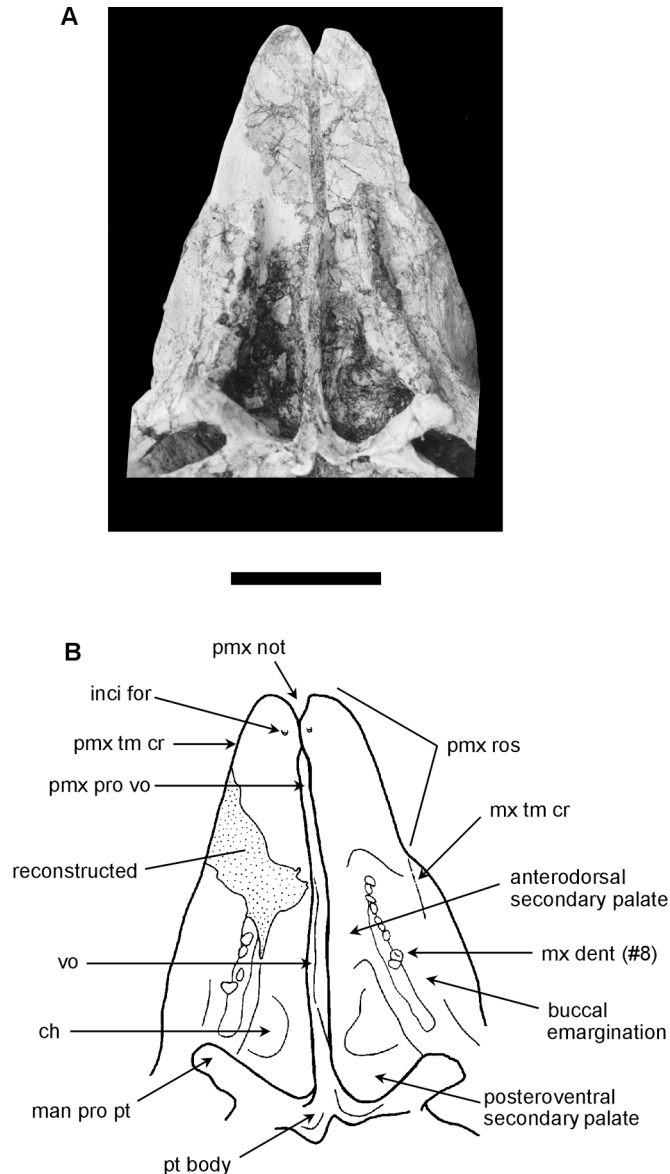 A
B
pmx not
inci for
pmx tm cr
pmx ros
pmx pro vo
mx tm cr
reconstructed
anterodorsal
secondary palate
vo
mx dent (#8)
ch
buccal
emargination
man pro pt
posteroventral
secondary palate
pt body